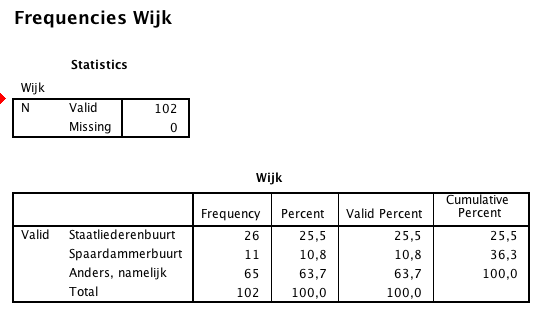 Frequencies Wijk
Statistics
Wijk
N Valid 102
Missing 0
Wijk
Frequency Percent Valid Percent Cumulative Percent
Valid Staatliederenbuurt 26 25,5 25,5 25,5
Spaardammerbuurt 11 10,8 10,8 36,3
Anders, namelijk 65 63,7 63,7 100,0
Total 102 100,0 100,0